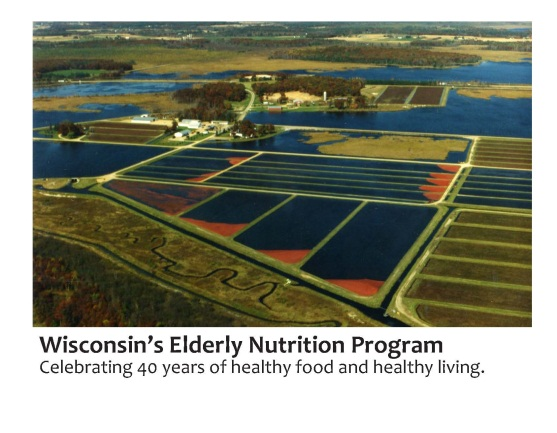 Wisconsin's Elderly Nutrition Program
Celebrating 40 years of healthy food and healthy living.